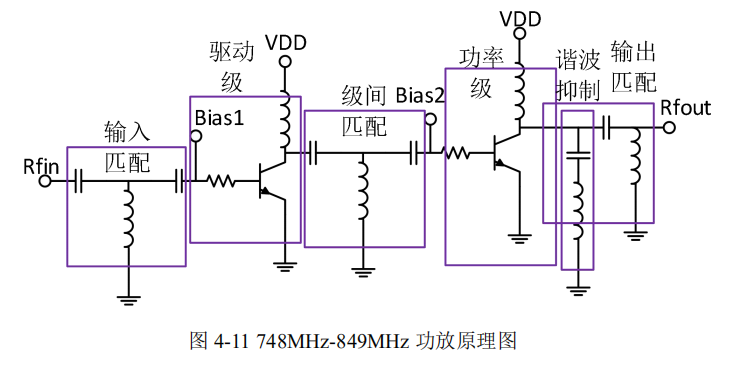 VDD
驱动
级
VDD
功率
级
谐波
抑制
输出
匹配
Rfout
级间
匹配
Bias2
Bias1
输入
匹配
Rfin
图 4-11 748MHz-849MHz 功放原理图